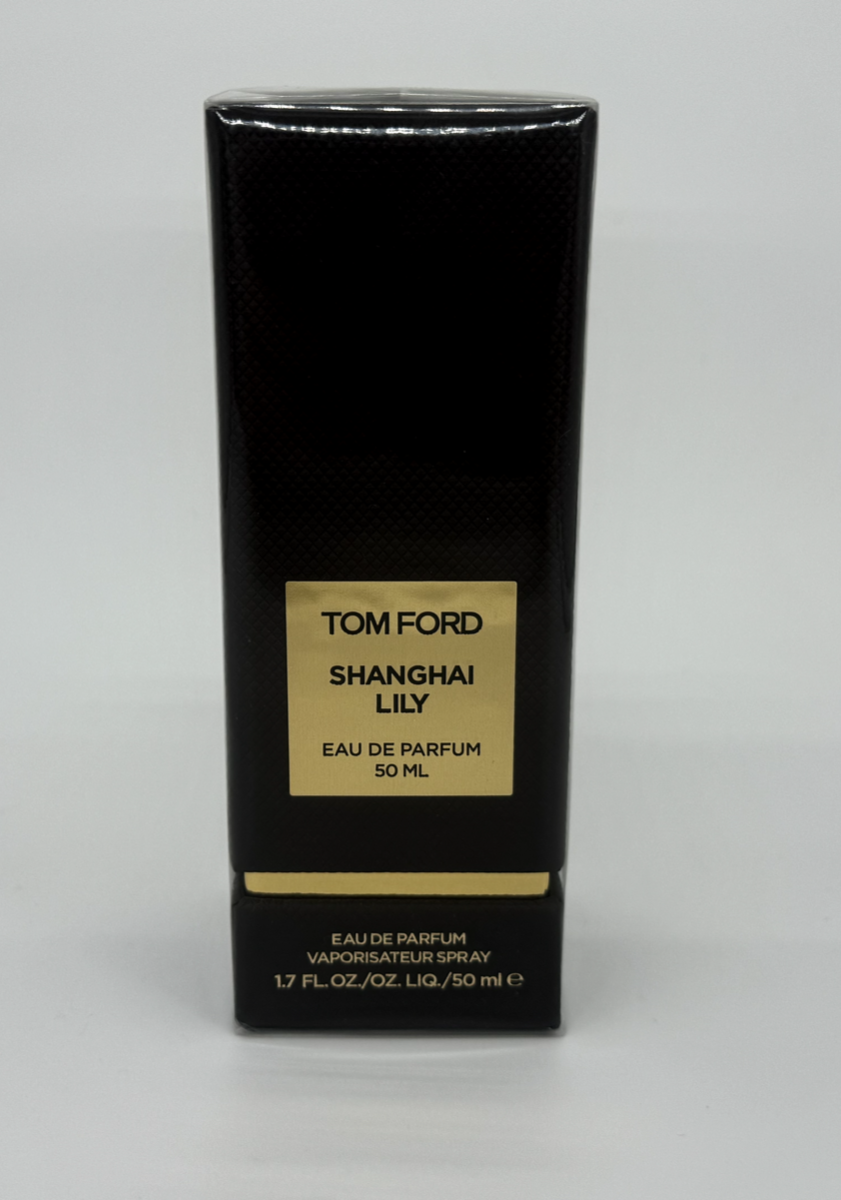 TOM FORD
SHANGHAI
LILY
EAU DE PARFUM
50 ML
EAU DE PARFUM
VAPORISATEUR SPRAY
1.7 FL.OZ./OZ. LIQ./50 ml ℮